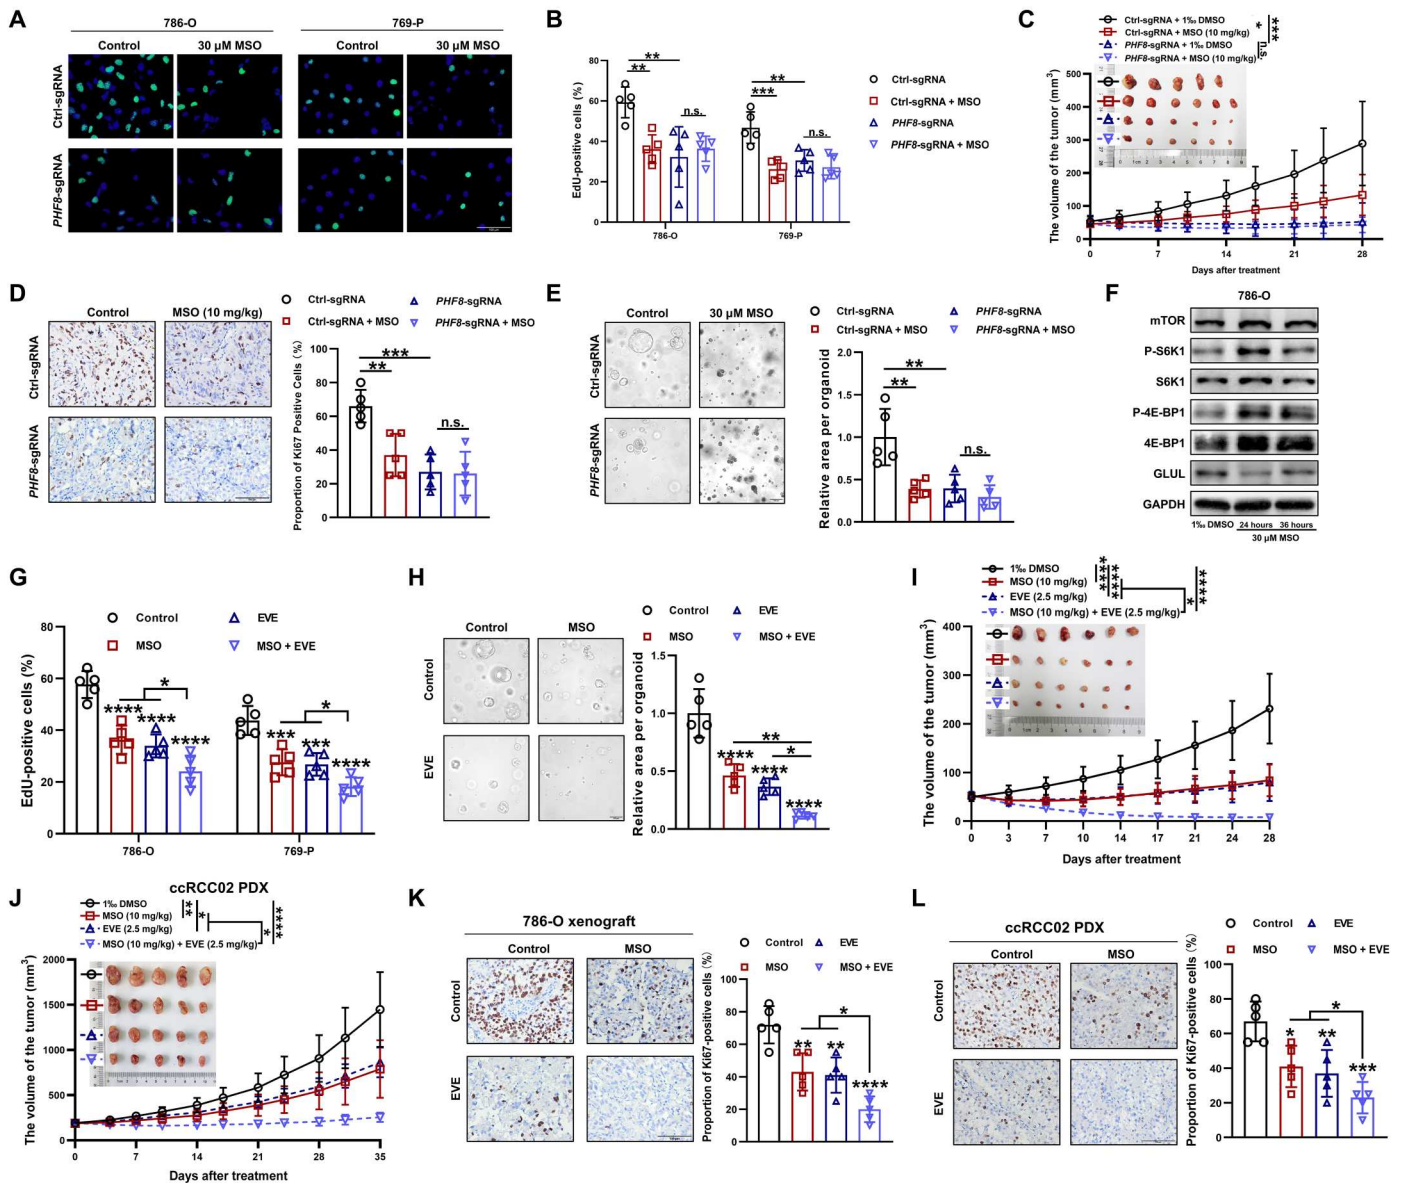 A
786-O
769-P
Control
30 μM MSO
Control
30 μM MSO
Ctrl-sgRNA
PHF8-sgRNA
B
EdU-positive cells (%)
80
60
40
20
0
**
**
n.s.
**
***
n.s.
786-O
769-P
Ctrl-sgRNA
Ctrl-sgRNA + MSO
PHF8-sgRNA
PHF8-sgRNA + MSO
C
Ctrl-sgRNA + 1‰ DMSO
Ctrl-sgRNA + MSO (10 mg/kg)
PHF8-sgRNA + 1‰ DMSO
PHF8-sgRNA + MSO (10 mg/kg)
***
*
n.s.
The volume of the tumor (mm3)
500
400
300
200
100
0
0 7 14 21 28
Days after treatment
D
Control
MSO (10 mg/kg)
Ctrl-sgRNA
PHF8-sgRNA
Ctrl-sgRNA
PHF8-sgRNA
Ctrl-sgRNA + MSO
PHF8-sgRNA + MSO
Proportion of Ki67 Positive Cells (%)
100
80
60
40
20
0
***
**
n.s.
E
Control
30 μM MSO
Ctrl-sgRNA
PHF8-sgRNA
Ctrl-sgRNA
PHF8-sgRNA
Ctrl-sgRNA + MSO
PHF8-sgRNA + MSO
Relative area per organoid
2.0
1.5
1.0
0.5
0.0
**
**
n.s.
F
786-O
mTOR
P-S6K1
S6K1
P-4E-BP1
4E-BP1
GLUL
GAPDH
1‰ DMSO 24 hours 36 hours
30 μM MSO
G
Control
EVE
MSO
MSO + EVE
EdU-positive cells (%)
80
60
40
20
0
*
****
****
****
*
***
***
****
786-O
769-P
H
Control
MSO
Control
EVE
Control
EVE
MSO
MSO + EVE
Relative area per organoid
1.5
1.0
0.5
0.0
**
*
****
****
****
I
1‰ DMSO
MSO (10 mg/kg)
EVE (2.5 mg/kg)
MSO (10 mg/kg) + EVE (2.5 mg/kg)
****
****
*
****
The volume of the tumor (mm3)
400
300
200
100
0
0 3 7 10 14 17 21 24 28
Days after treatment
J
ccRCC02 PDX
1‰ DMSO
MSO (10 mg/kg)
EVE (2.5 mg/kg)
MSO (10 mg/kg) + EVE (2.5 mg/kg)
**
*
*
****
The volume of the tumor (mm3)
2000
1500
1000
500
0
0 7 14 21 28 35
Days after treatment
K
786-O xenograft
Control
MSO
Control
EVE
Control
EVE
MSO
MSO + EVE
Proportion of Ki67-positive cells (%)
100
80
60
40
20
0
*
**
**
****
L
ccRCC02 PDX
Control
MSO
Control
EVE
Control
EVE
MSO
MSO + EVE
Proportion of Ki67-positive cells (%)
100
80
60
40
20
0
*
*
**
***